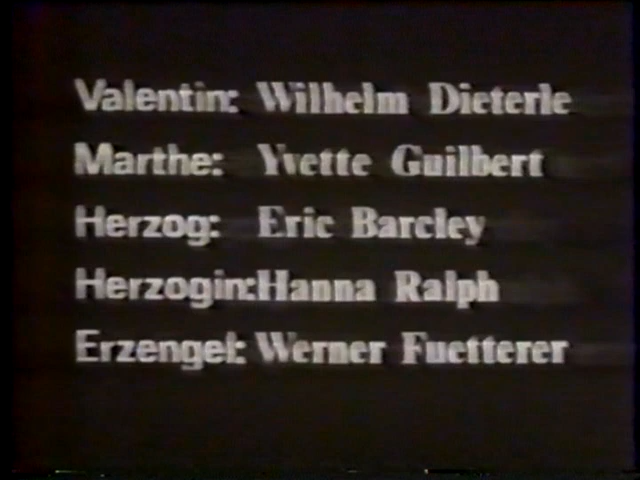 Valentin: Wilhelm Dieterle
Marthe: Yvette Guilbert
Herzog: Eric Barcley
Herzogin: Hanna Ralph
Erzengel: Werner Fuetterer